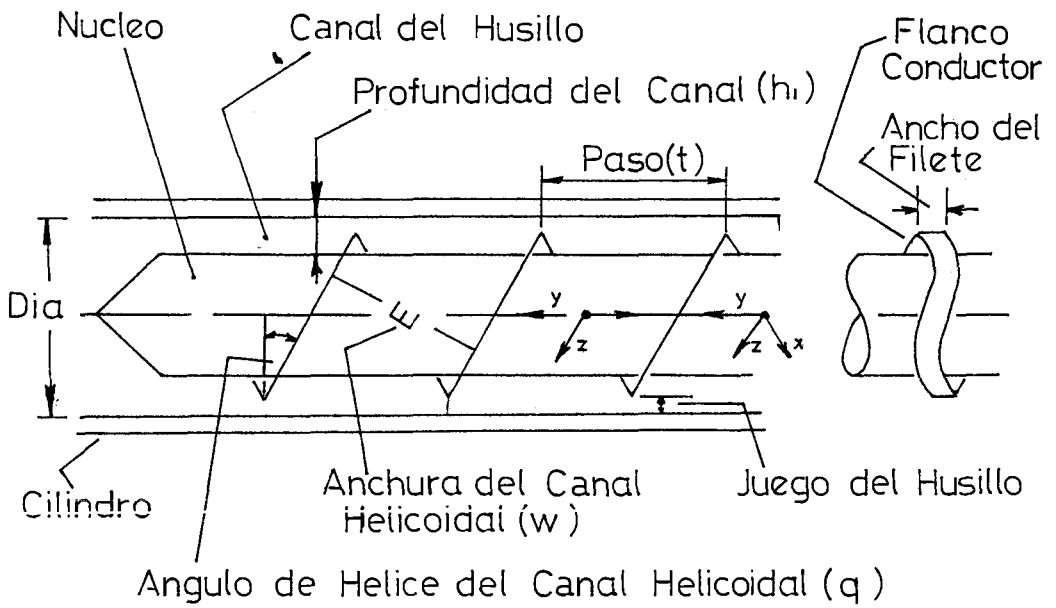 Nucleo
Canal del Husillo
Flanco
Conductor
Profundidad del Canal (h₁)
Ancho del
Filete
Paso(t)
Dia
E
y
y
z
z
x
Cilindro
Anchura del Canal
Helicoidal (w)
Juego del Husillo
Angulo de Helice del Canal Helicoidal (q)